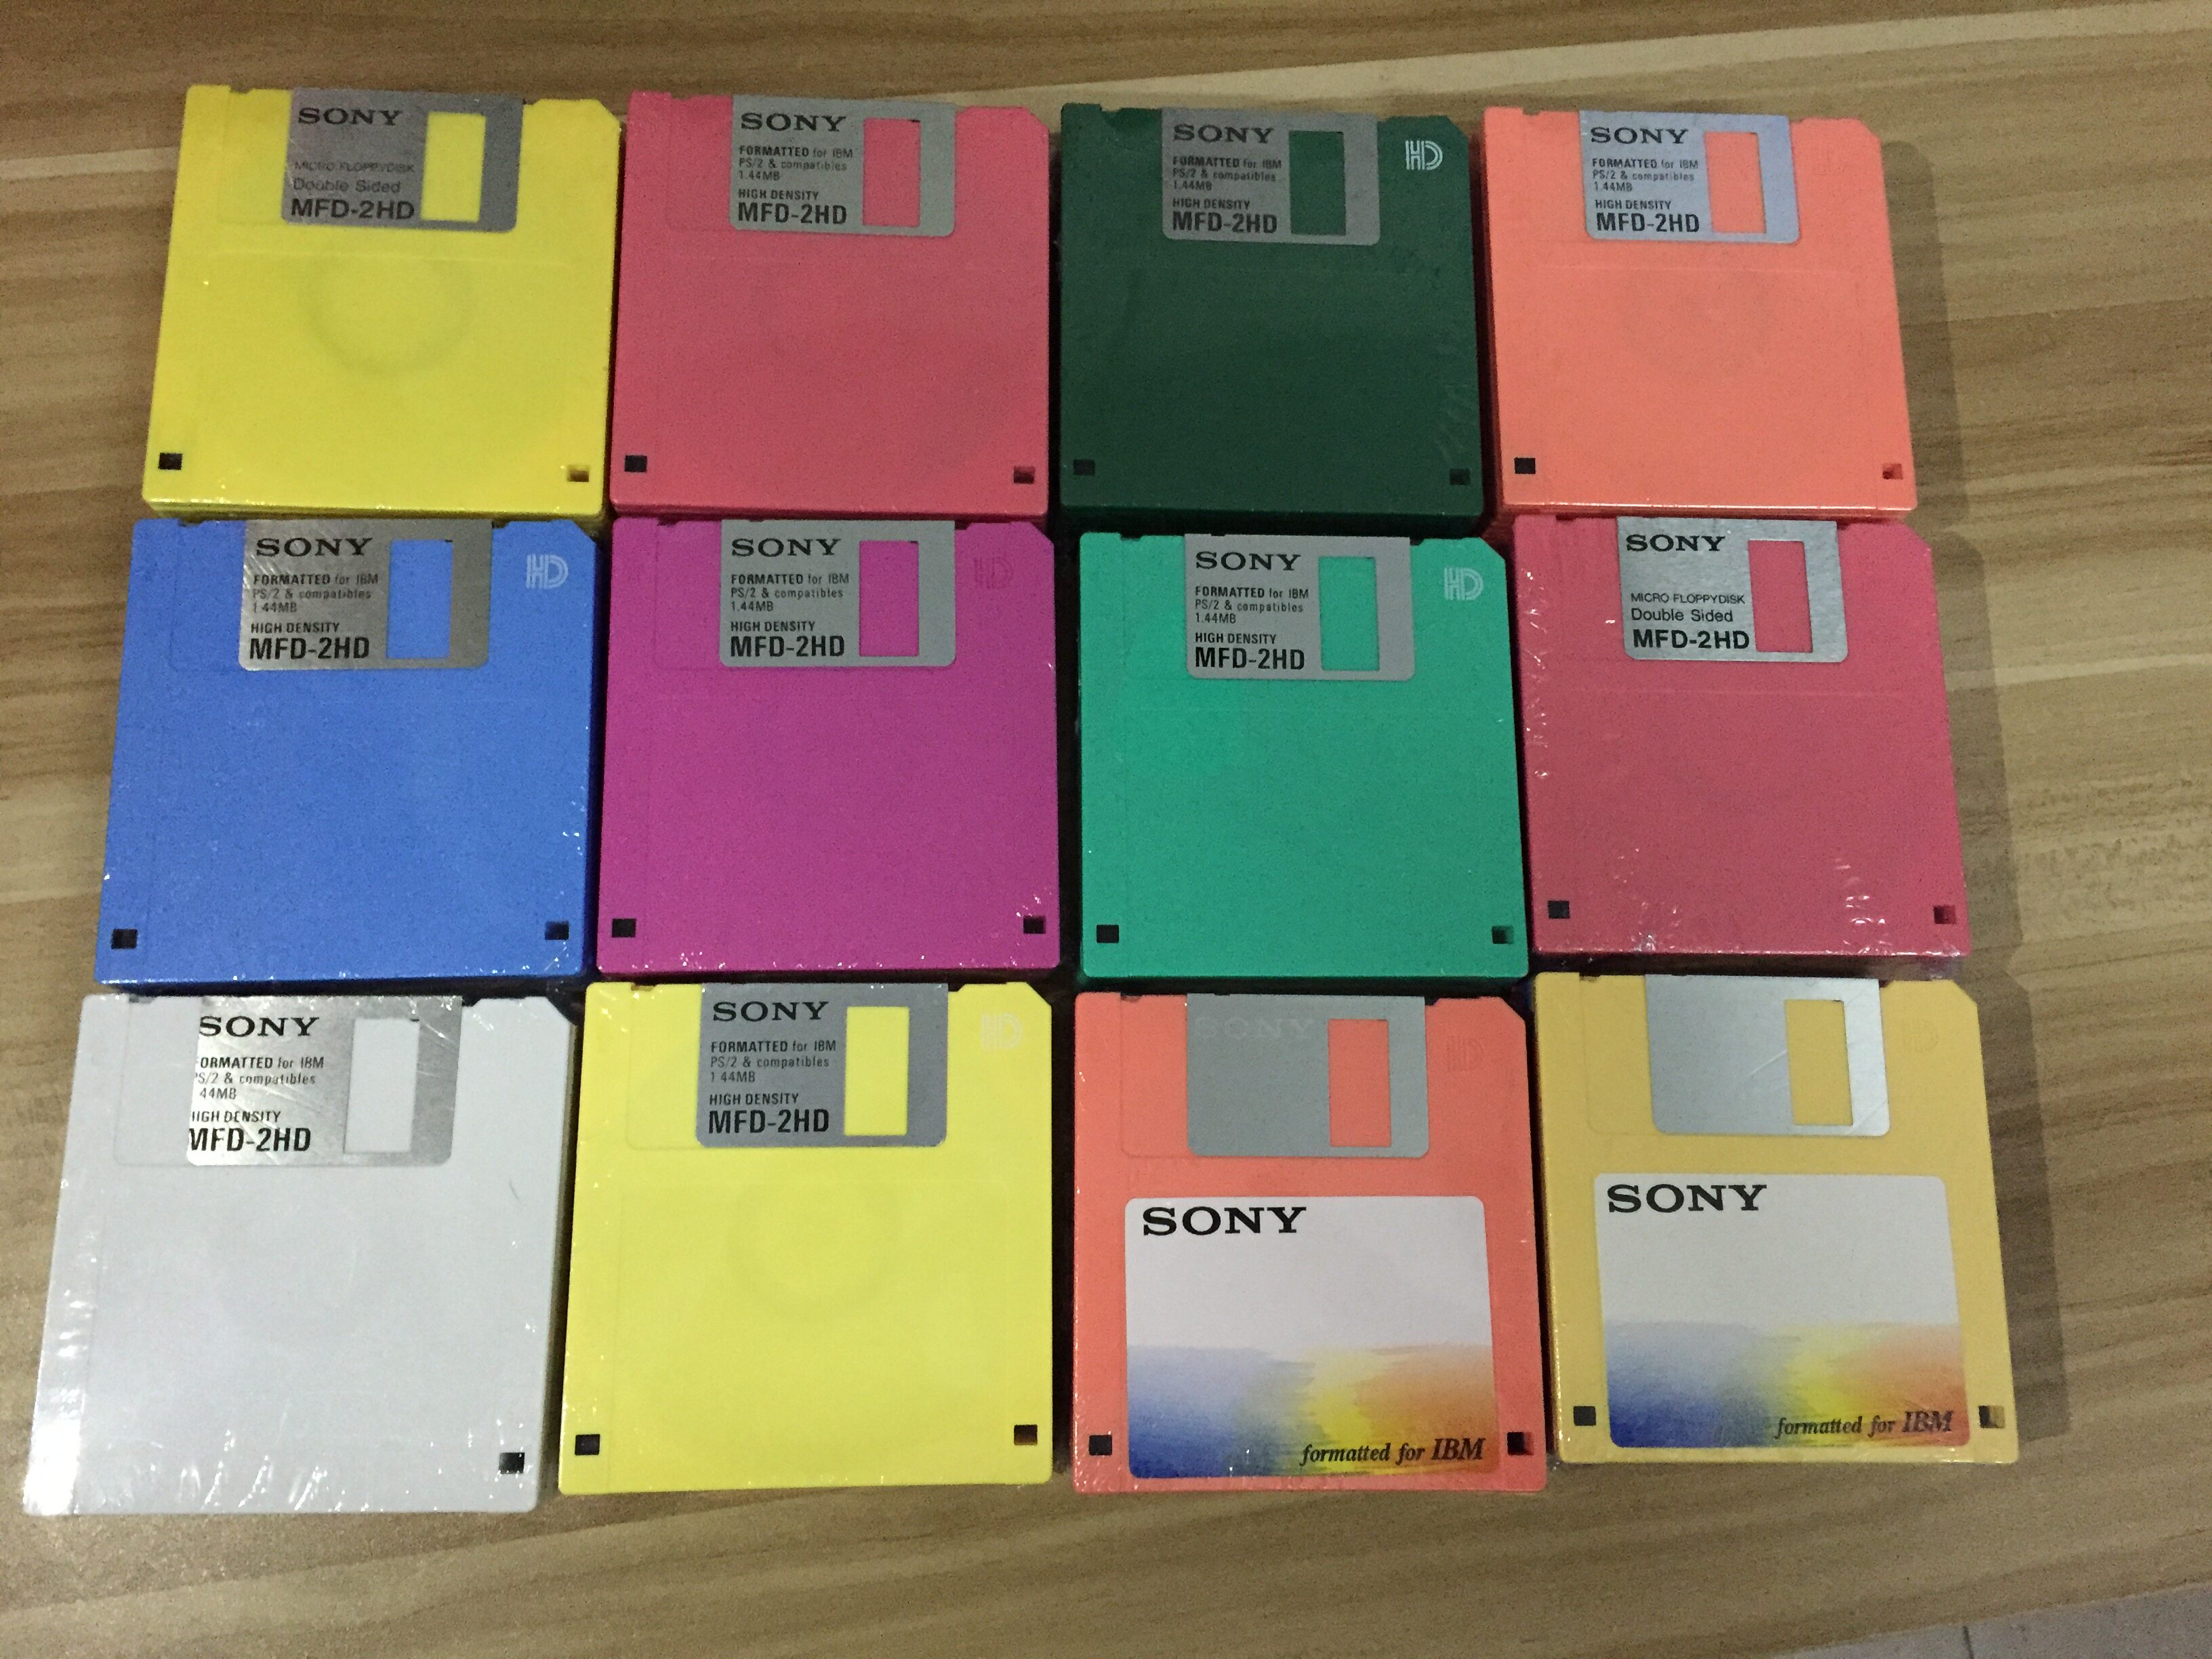 SONY
MICRO FLOPPYDISK
Double Sided
MFD-2HD
SONY
FORMATTED for IBM
PS/2 & compatibles
1.44MB
HIGH DENSITY
MFD-2HD
SONY
FORMATTED for IBM
PS/2 & compatibles
1.44MB
HIGH DENSITY
MFD-2HD
HD
SONY
FORMATTED for IBM
PS/2 & compatibles
1.44MB
HIGH DENSITY
MFD-2HD
SONY
FORMATTED for IBM
PS/2 & compatibles
1.44MB
HIGH DENSITY
MFD-2HD
HD
SONY
FORMATTED for IBM
PS/2 & compatibles
1.44MB
HIGH DENSITY
MFD-2HD
HD
SONY
FORMATTED for IBM
PS/2 & compatibles
1.44MB
HIGH DENSITY
MFD-2HD
HD
SONY
MICRO FLOPPYDISK
Double Sided
MFD-2HD
SONY
ORMATTED for IBM
PS/2 & compatibles
44MB
HIGH DENSITY
MFD-2HD
SONY
FORMATTED for IBM
PS/2 & compatibles
1.44MB
HIGH DENSITY
MFD-2HD
HD
SONY
HD
SONY
formatted for IBM
HD
SONY
formatted for IBM